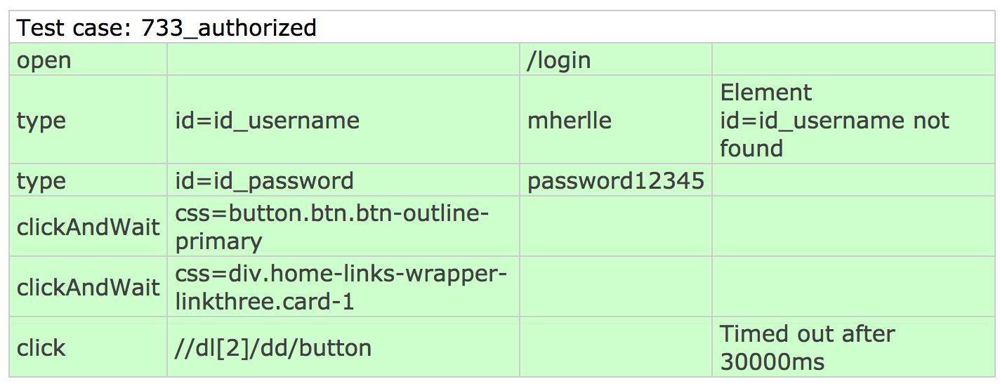 Test case: 733_authorized
open /login
type id=id_username mherlle Element
id=id_username not
found
type id=id_password password12345
clickAndWait css=button.btn.btn-outline-
primary
clickAndWait css=div.home-links-wrapper-
linkthree.card-1
click //dl[2]/dd/button Timed out after
30000ms